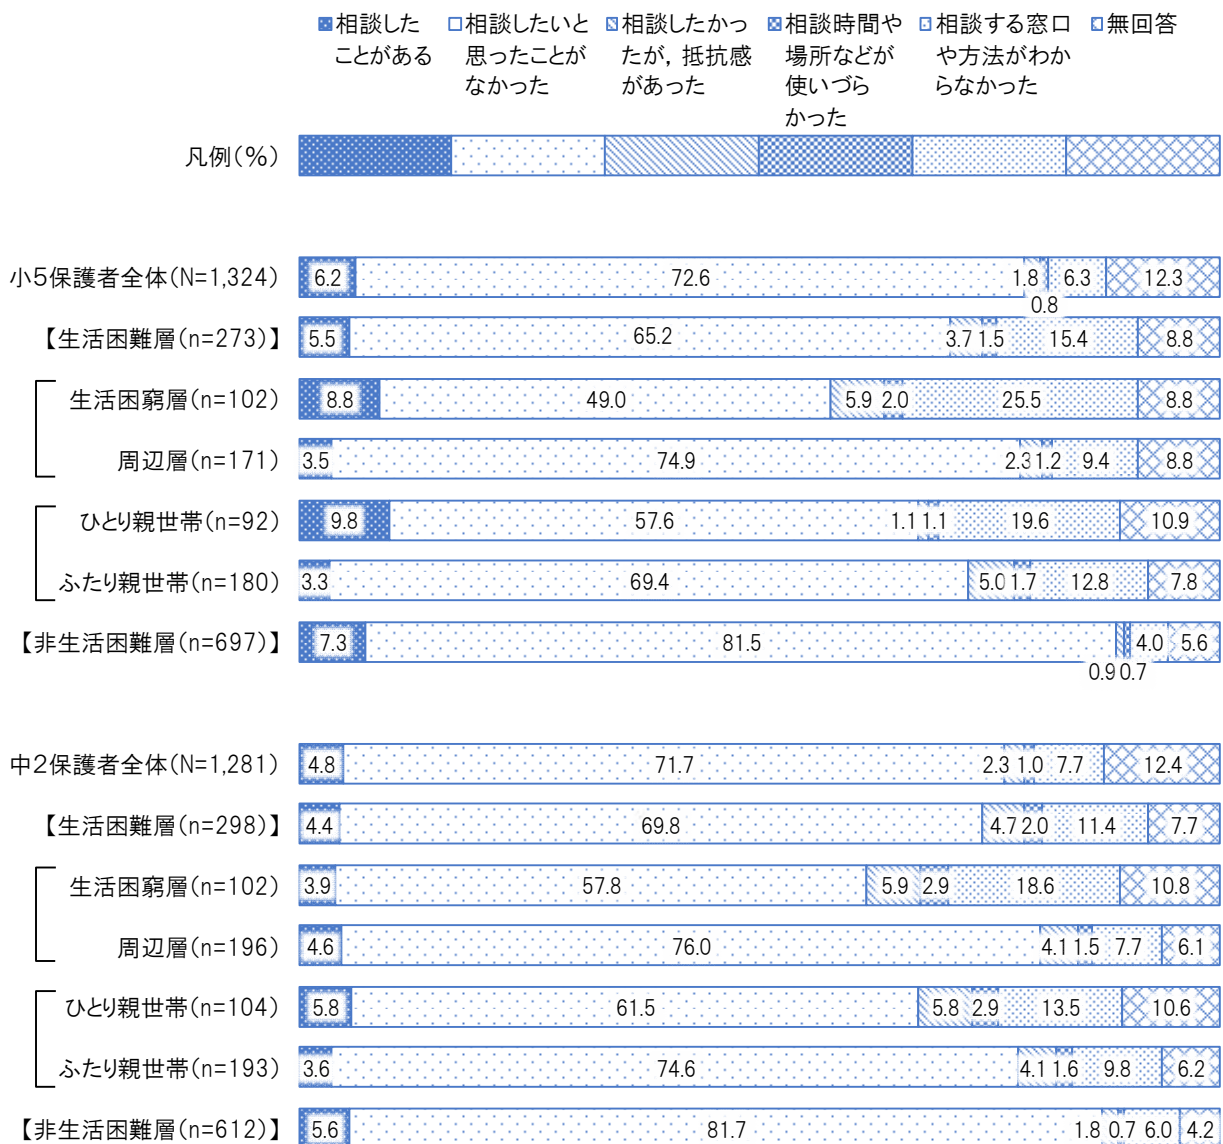 相談した
ことがある
相談したいと
思ったことが
なかった
相談したかっ
たが，抵抗感
があった
相談時間や
場所などが
使いづら
かった
相談する窓口
や方法がわか
らなかった
無回答
凡例(％)
小5保護者全体(N=1,324) 6.2 72.6 1.8 0.8 6.3 12.3
【生活困難層(n=273)】 5.5 65.2 3.7 1.5 15.4 8.8
生活困窮層(n=102) 8.8 49.0 5.9 2.0 25.5 8.8
周辺層(n=171) 3.5 74.9 2.3 1.2 9.4 8.8
ひとり親世帯(n=92) 9.8 57.6 1.1 1.1 19.6 10.9
ふたり親世帯(n=180) 3.3 69.4 5.0 1.7 12.8 7.8
【非生活困難層(n=697)】 7.3 81.5 0.9 0.7 4.0 5.6
中2保護者全体(N=1,281) 4.8 71.7 2.3 1.0 7.7 12.4
【生活困難層(n=298)】 4.4 69.8 4.7 2.0 11.4 7.7
生活困窮層(n=102) 3.9 57.8 5.9 2.9 18.6 10.8
周辺層(n=196) 4.6 76.0 4.1 1.5 7.7 6.1
ひとり親世帯(n=104) 5.8 61.5 5.8 2.9 13.5 10.6
ふたり親世帯(n=193) 3.6 74.6 4.1 1.6 9.8 6.2
【非生活困難層(n=612)】 5.6 81.7 1.8 0.7 6.0 4.2